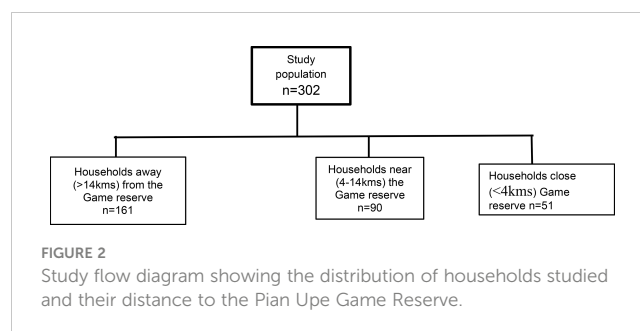 Study
population
n=302
Households away
(>14kms) from the
Game reserve
n=161
Households near
(4-14kms) the
Game reserve
n=90
Households close
(<4kms) Game
reserve n=51
FIGURE 2
Study flow diagram showing the distribution of households studied
and their distance to the Pian Upe Game Reserve.